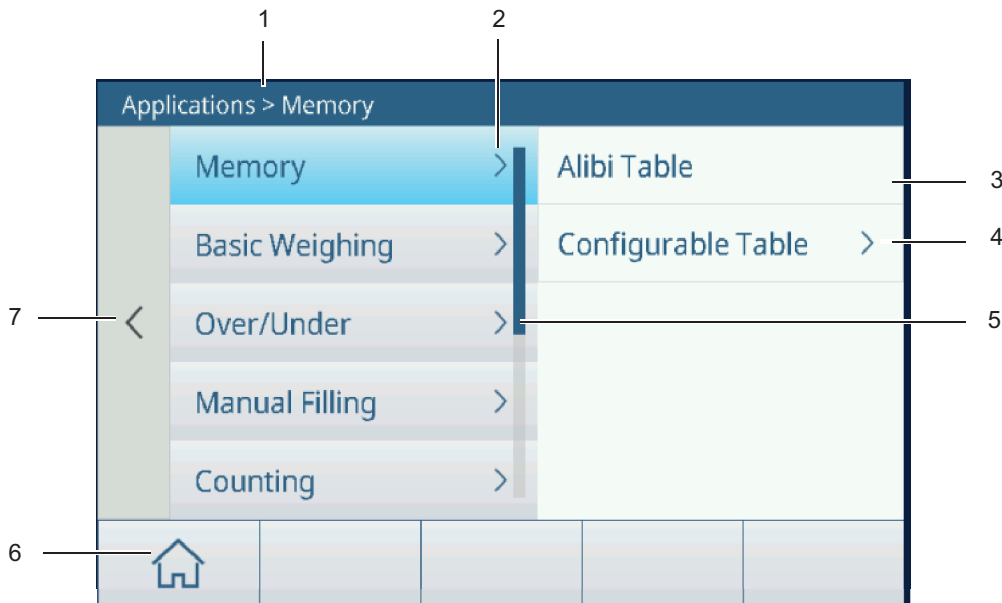 1 2
Applications > Memory
Memory > Alibi Table 3
Basic Weighing > Configurable Table > 4
7 < Over/Under > 5
Manual Filling >
Counting >
6